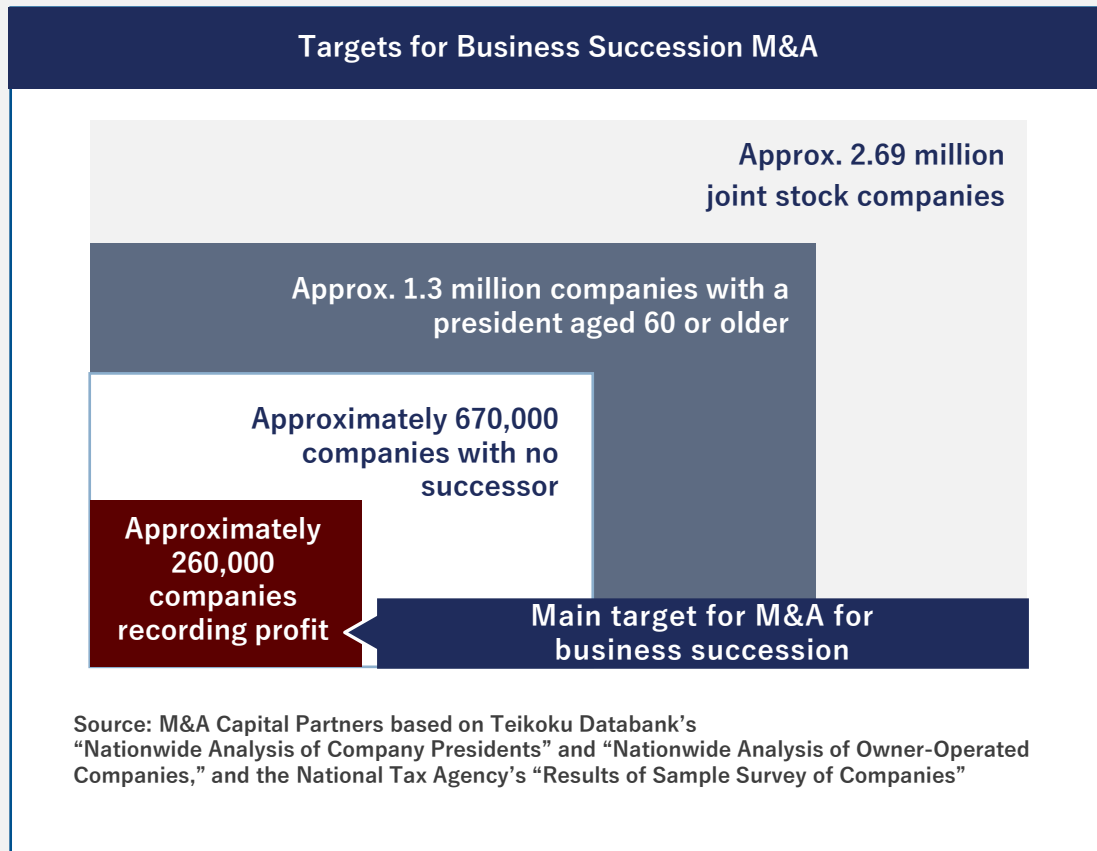 Targets for Business Succession M&A
Approx. 2.69 million
joint stock companies
Approx. 1.3 million companies with a
president aged 60 or older
Approximately 670,000
companies with no
successor
Approximately
260,000
companies
recording profit
Main target for M&A for
business succession
Source: M&A Capital Partners based on Teikoku Databank’s
“Nationwide Analysis of Company Presidents” and “Nationwide Analysis of Owner-Operated
Companies,” and the National Tax Agency’s “Results of Sample Survey of Companies”